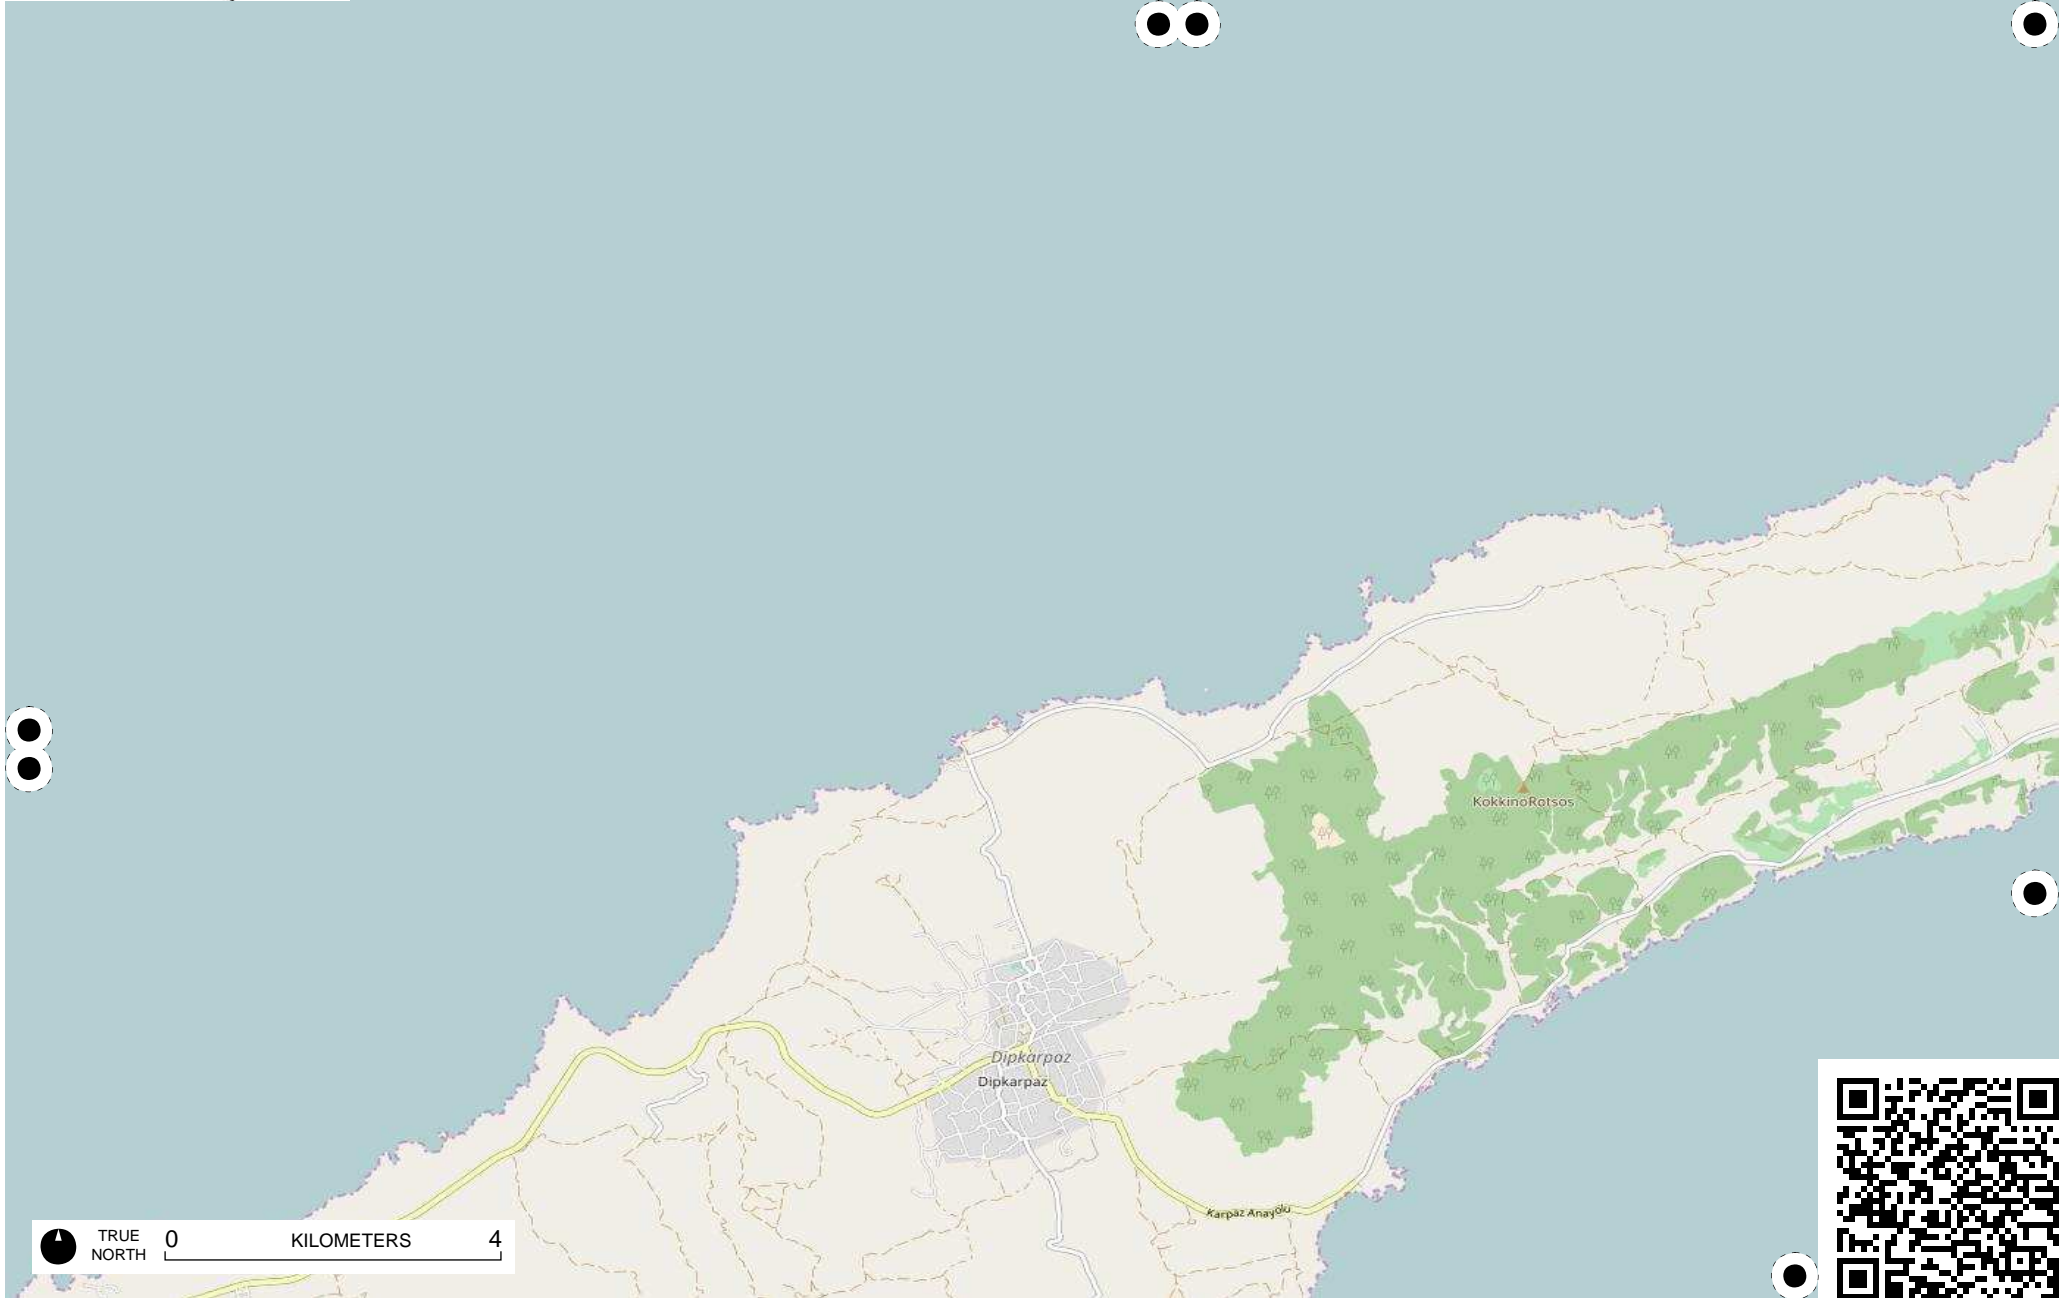 KokkinoRotsos
Dipkarpaz
Dipkarpaz
Karpaz Anayolu
TRUE
NORTH
0 KILOMETERS 4